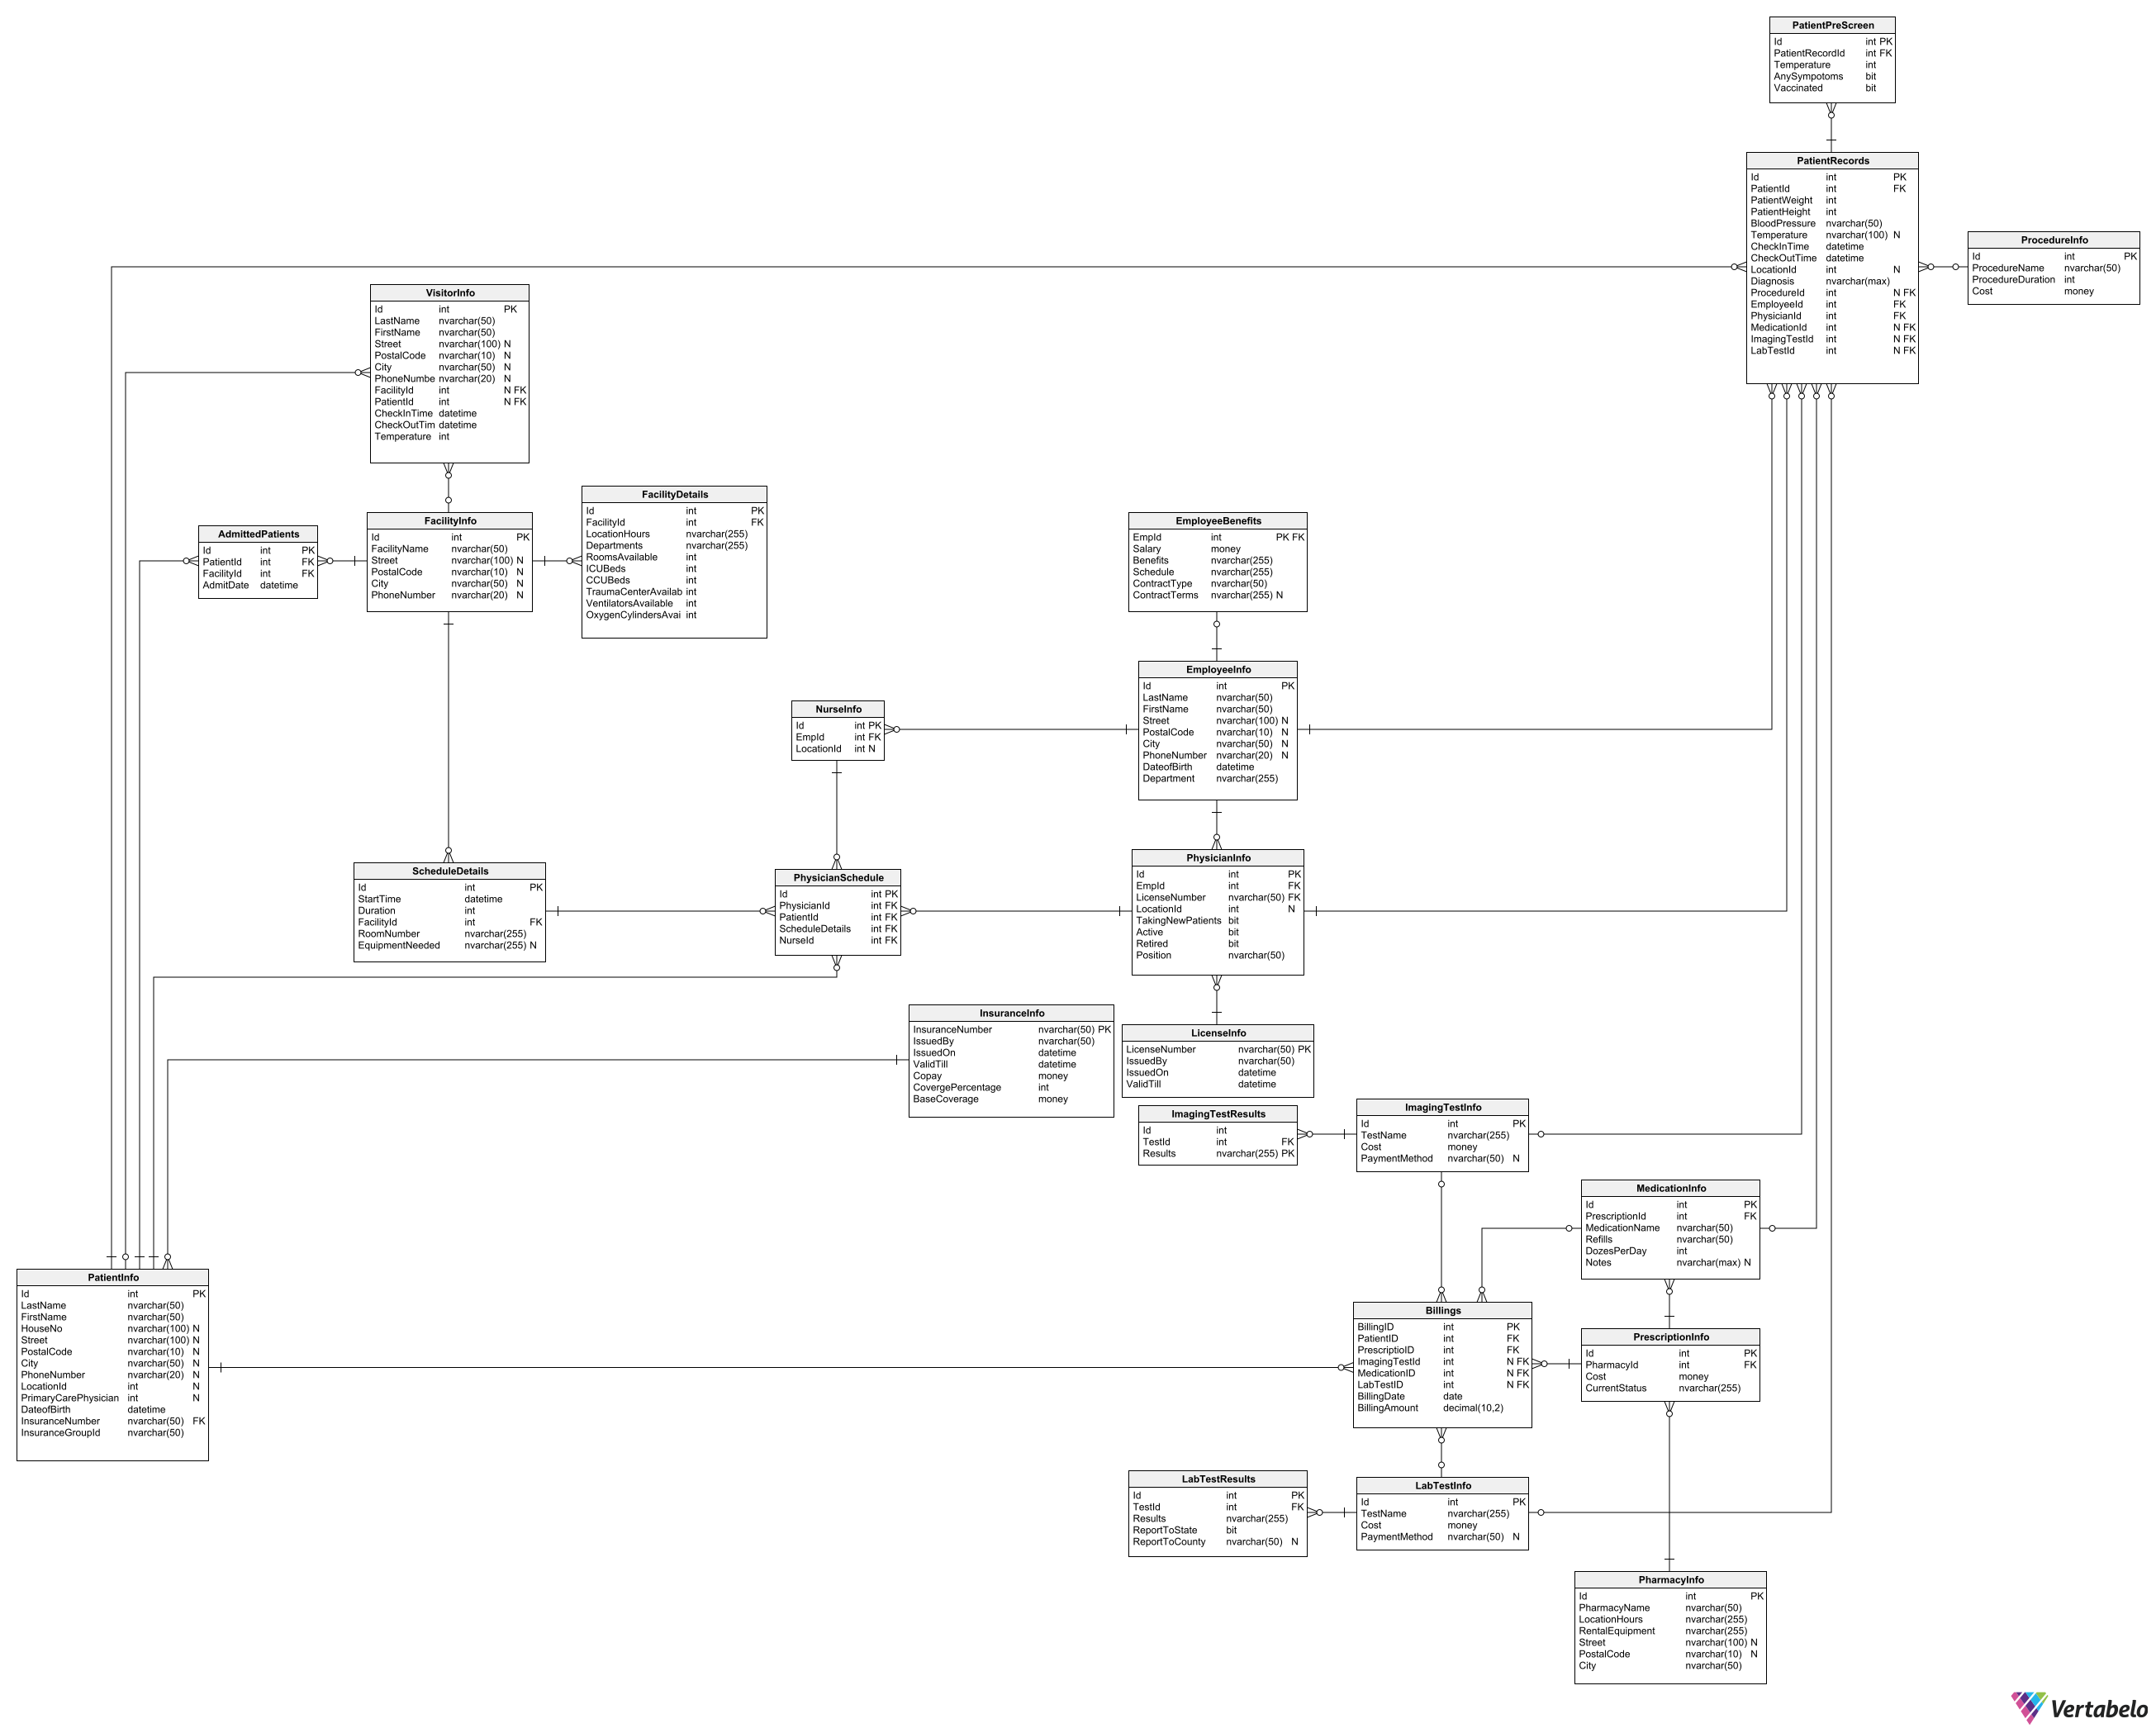 PatientPreScreen
Id int PK
PatientRecordId int FK
Temperature int
AnySympotoms bit
Vaccinated bit
PatientRecords
Id int PK
PatientId int FK
PatientWeight int
PatientHeight int
BloodPressure nvarchar(50)
Temperature nvarchar(100) N
CheckInTime datetime
CheckOutTime datetime
LocationId int N
Diagnosis nvarchar(max)
ProcedureId int N FK
EmployeeId int FK
PhysicianId int FK
MedicationId int N FK
ImagingTestId int N FK
LabTestId int N FK
ProcedureInfo
Id int PK
ProcedureName nvarchar(50)
ProcedureDuration int
Cost money
VisitorInfo
Id int PK
LastName nvarchar(50)
FirstName nvarchar(50)
Street nvarchar(100) N
PostalCode nvarchar(10) N
City nvarchar(50) N
PhoneNumbe nvarchar(20) N
FacilityId int N FK
PatientId int N FK
CheckInTime datetime
CheckOutTim datetime
Temperature int
FacilityDetails
Id int PK
FacilityId int FK
LocationHours nvarchar(255)
Departments nvarchar(255)
RoomsAvailable int
ICUBeds int
CCUBeds int
TraumaCenterAvailab int
VentilatorsAvailable int
OxygenCylindersAvai int
FacilityInfo
Id int PK
FacilityName nvarchar(50)
Street nvarchar(100) N
PostalCode nvarchar(10) N
City nvarchar(50) N
PhoneNumber nvarchar(20) N
AdmittedPatients
Id int PK
PatientId int FK
FacilityId int FK
AdmitDate datetime
EmployeeBenefits
EmpId int PK FK
Salary money
Benefits nvarchar(255)
Schedule nvarchar(255)
ContractType nvarchar(50)
ContractTerms nvarchar(255) N
EmployeeInfo
Id int PK
LastName nvarchar(50)
FirstName nvarchar(50)
Street nvarchar(100) N
PostalCode nvarchar(10) N
City nvarchar(50) N
PhoneNumber nvarchar(20) N
DateofBirth datetime
Department nvarchar(255)
NurseInfo
Id int PK
EmpId int FK
LocationId int N
ScheduleDetails
Id int PK
StartTime datetime
Duration int
FacilityId int FK
RoomNumber nvarchar(255)
EquipmentNeeded nvarchar(255) N
PhysicianSchedule
Id int PK
PhysicianId int FK
PatientId int FK
ScheduleDetails int FK
NurseId int FK
PhysicianInfo
Id int PK
EmpId int FK
LicenseNumber nvarchar(50) FK
LocationId int N
TakingNewPatients bit
Active bit
Retired bit
Position nvarchar(50)
InsuranceInfo
InsuranceNumber nvarchar(50) PK
IssuedBy nvarchar(50)
IssuedOn datetime
ValidTill datetime
Copay money
CovergePercentage int
BaseCoverage money
LicenseInfo
LicenseNumber nvarchar(50) PK
IssuedBy nvarchar(50)
IssuedOn datetime
ValidTill datetime
ImagingTestResults
Id int
TestId int FK
Results nvarchar(255) PK
ImagingTestInfo
Id int PK
TestName nvarchar(255)
Cost money
PaymentMethod nvarchar(50) N
MedicationInfo
Id int PK
PrescriptionId int FK
MedicationName nvarchar(50)
Refills nvarchar(50)
DozesPerDay int
Notes nvarchar(max) N
PatientInfo
Id int PK
LastName nvarchar(50)
FirstName nvarchar(50)
HouseNo nvarchar(100) N
Street nvarchar(100) N
PostalCode nvarchar(10) N
City nvarchar(50) N
PhoneNumber nvarchar(20) N
LocationId int N
PrimaryCarePhysician int N
DateofBirth datetime
InsuranceNumber nvarchar(50) FK
InsuranceGroupId nvarchar(50)
Billings
BillingID int PK
PatientID int FK
PrescriptioID int FK
ImagingTestId int N FK
MedicationID int N FK
LabTestID int N FK
BillingDate date
BillingAmount decimal(10,2)
PrescriptionInfo
Id int PK
PharmacyId int FK
Cost money
CurrentStatus nvarchar(255)
LabTestResults
Id int PK
TestId int FK
Results nvarchar(255)
ReportToState bit
ReportToCounty nvarchar(50) N
LabTestInfo
Id int PK
TestName nvarchar(255)
Cost money
PaymentMethod nvarchar(50) N
PharmacyInfo
Id int PK
PharmacyName nvarchar(50)
LocationHours nvarchar(255)
RentalEquipment nvarchar(255)
Street nvarchar(100) N
PostalCode nvarchar(10) N
City nvarchar(50)
Vertabelo